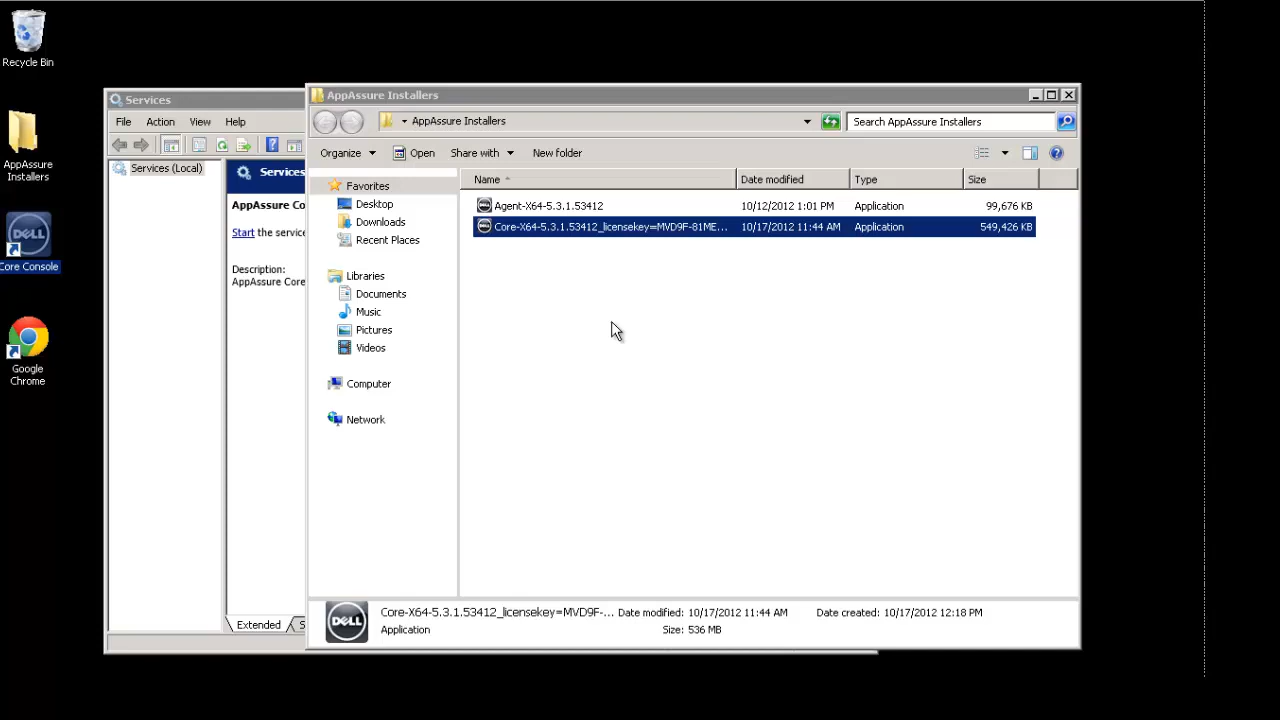 Recycle Bin
AppAssure
Installers
Core Console
Google
Chrome
Services
File Action View Help
Services (Local)
Services
AppAssure Co
Start the service
Description:
AppAssure Core
Extended S
AppAssure Installers
AppAssure Installers
Search AppAssure Installers
Organize Open Share with New folder
Favorites
Desktop
Downloads
Recent Places
Libraries
Documents
Music
Pictures
Videos
Computer
Network
Name Date modified Type Size
Agent-X64-5.3.1.53412 10/12/2012 1:01 PM Application 99,676 KB
Core-X64-5.3.1.53412_licensekey=MVD9F-81ME... 10/17/2012 11:44 AM Application 549,426 KB
DELL
Core-X64-5.3.1.53412_licensekey=MVD9F-... Date modified: 10/17/2012 11:44 AM Date created: 10/17/2012 12:18 PM
Application Size: 536 MB